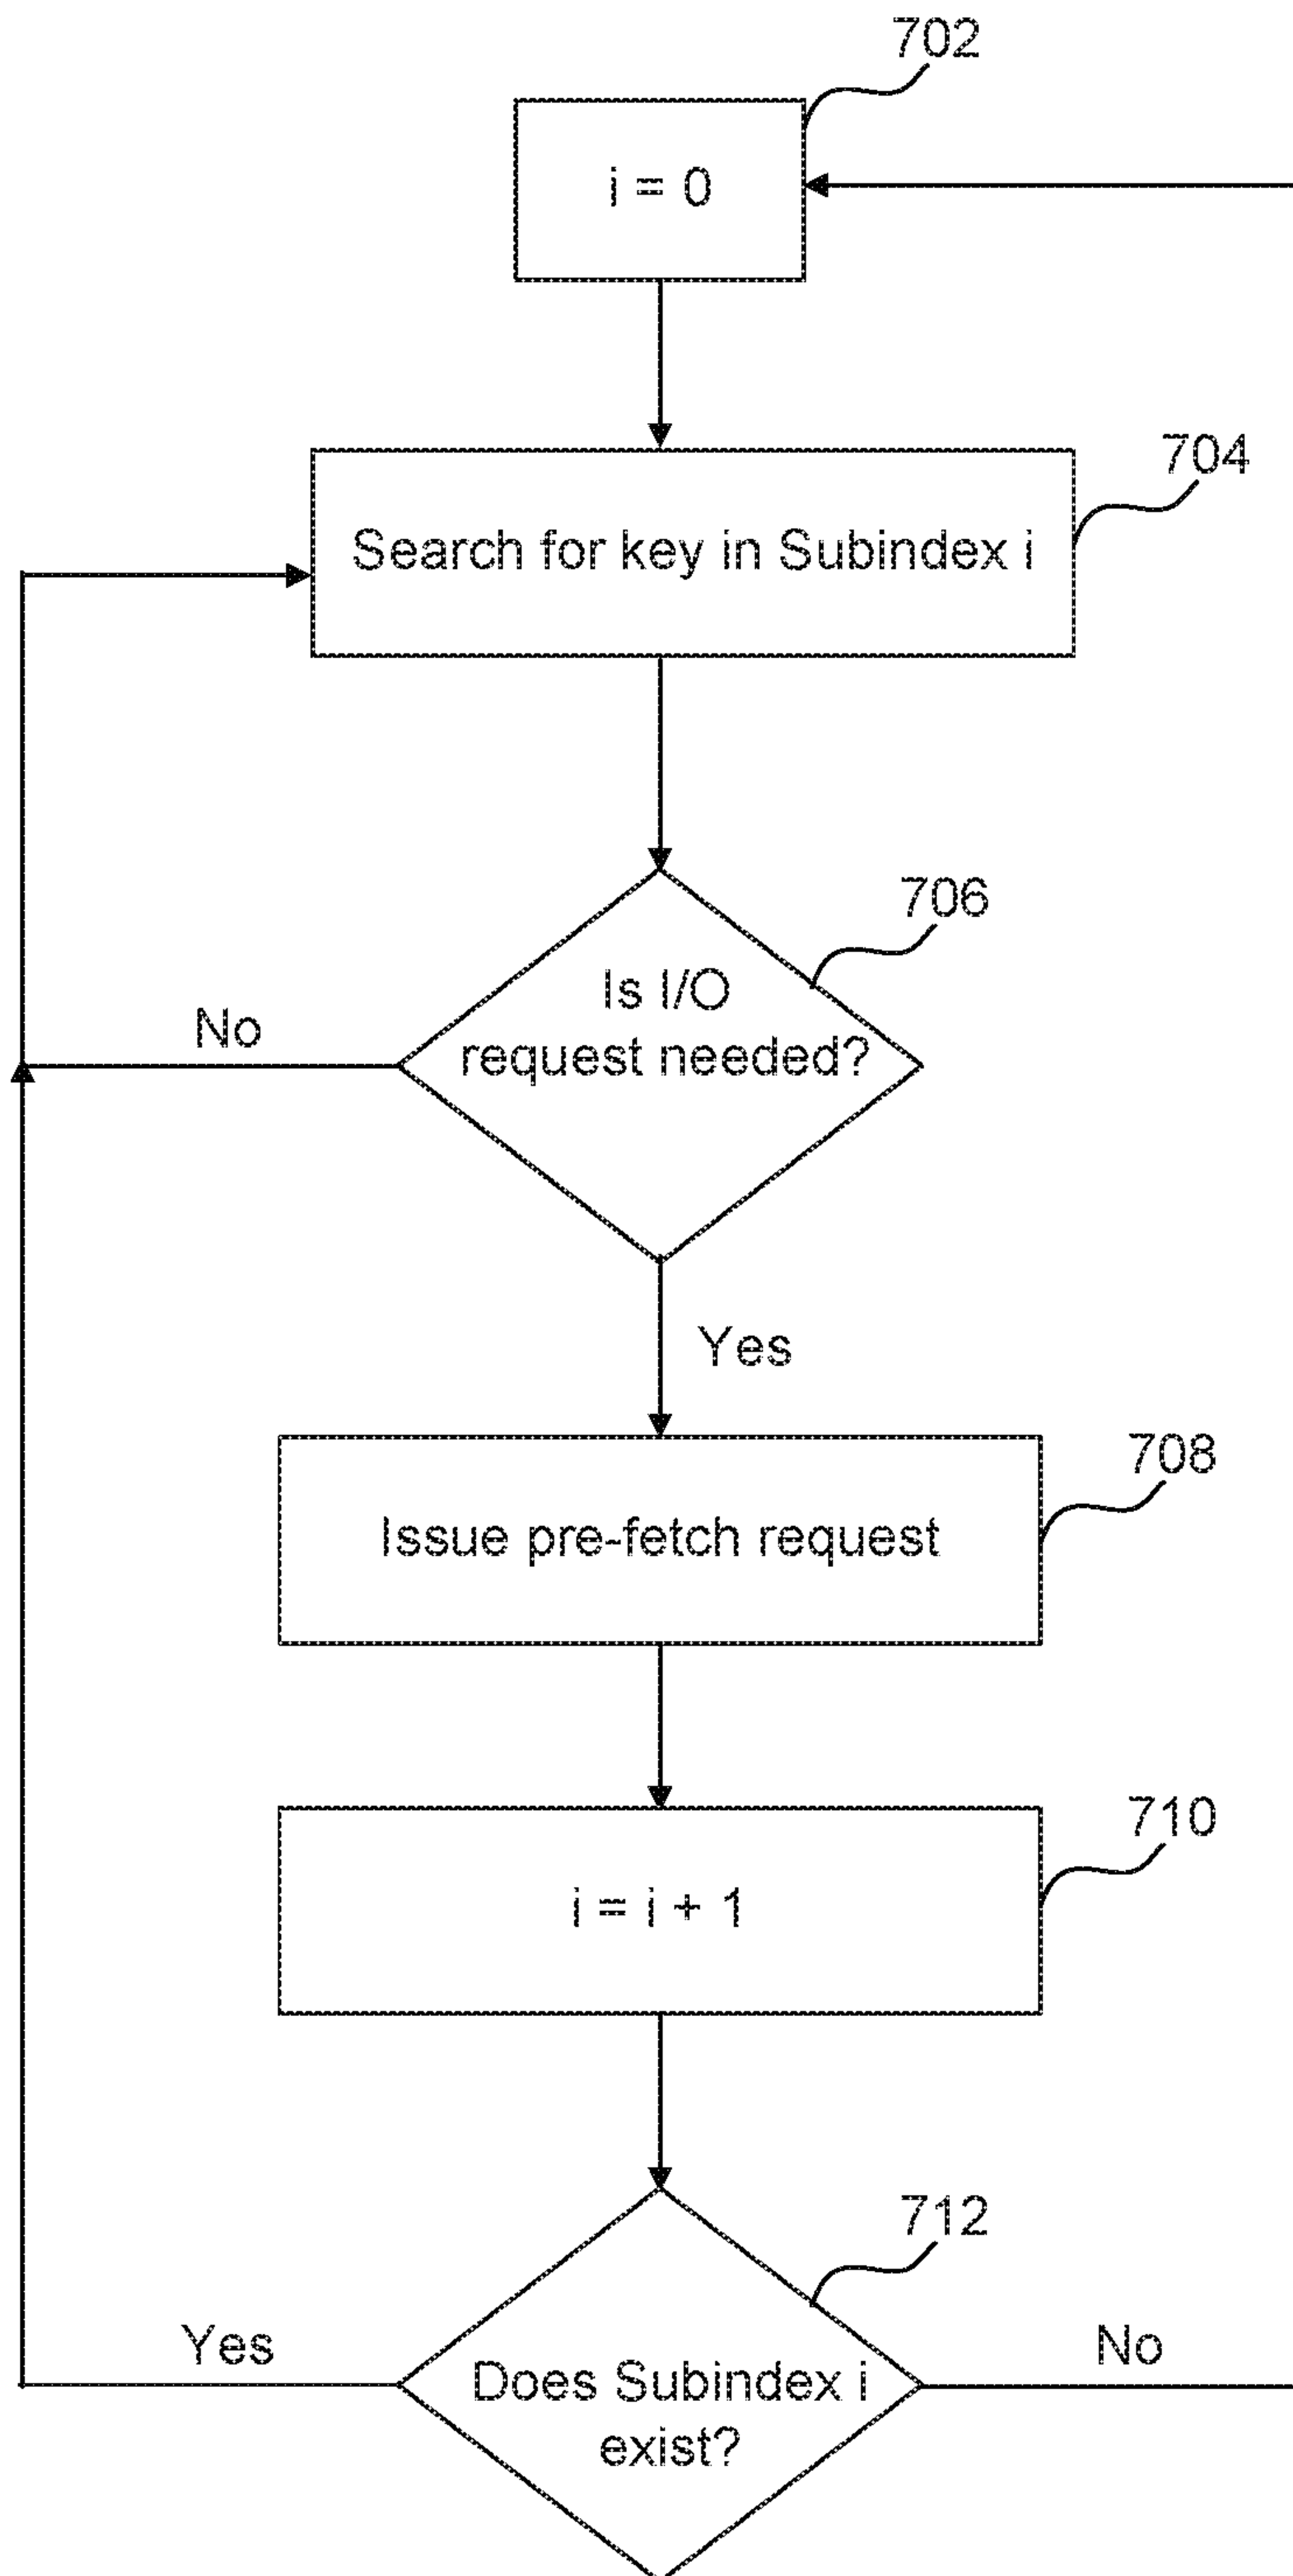 702
i = 0
704
Search for key in Subindex i
706
Is I/O
request needed?
No
Yes
708
Issue pre-fetch request
710
i = i + 1
712
Yes
No
Does Subindex i
exist?